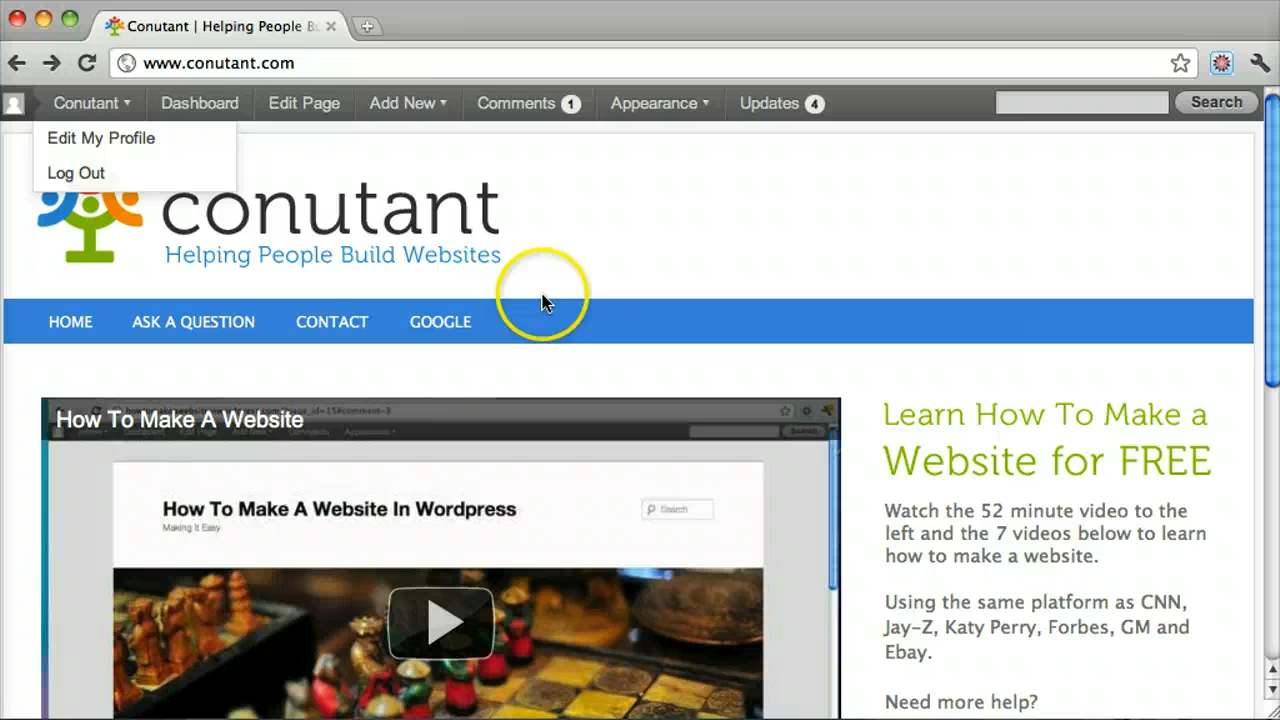 Conutant | Helping People B
www.conutant.com
Conutant Dashboard Edit Page Add New Comments 1 Appearance Updates 4 Search
Edit My Profile
Log Out
conutant
Helping People Build Websites
HOME ASK A QUESTION CONTACT GOOGLE
How To Make A Website
How To Make A Website In Wordpress
Search
Making It Easy
Learn How To Make a
Website for FREE
Watch the 52 minute video to the
left and the 7 videos below to learn
how to make a website.
Using the same platform as CNN,
Jay-Z, Katy Perry, Forbes, GM and
Ebay.
Need more help?